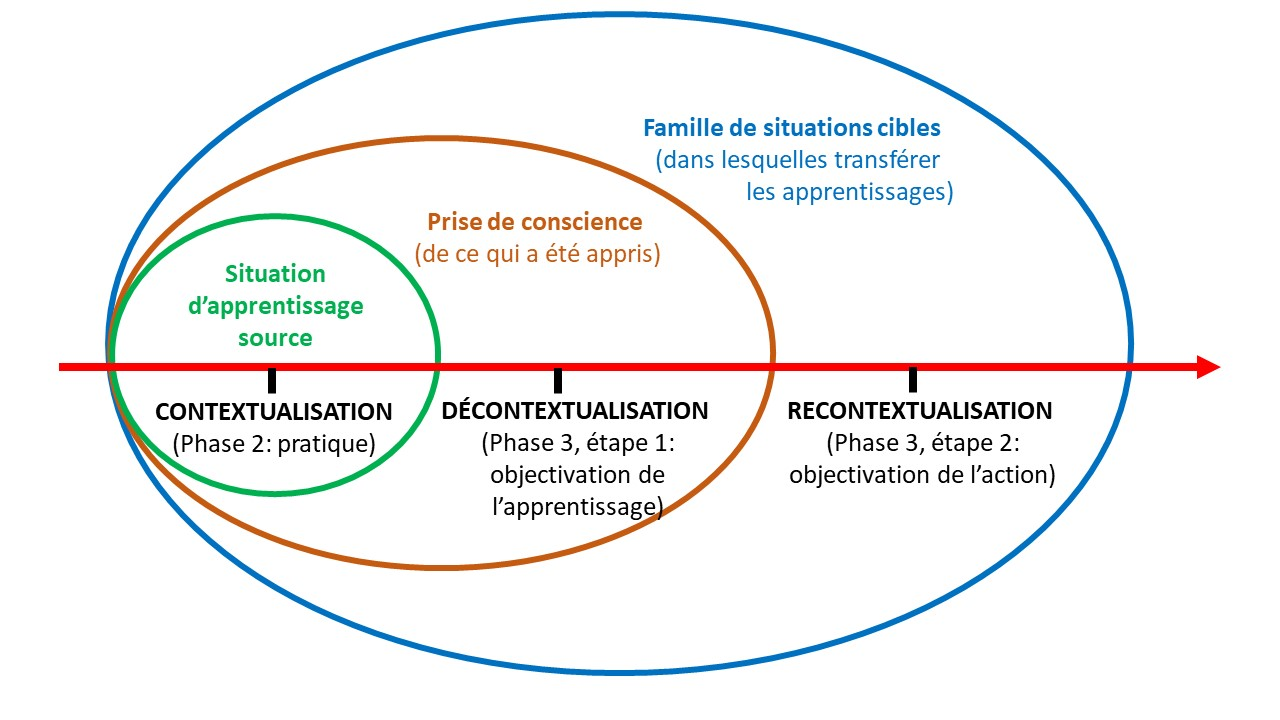 Famille de situations cibles
(dans lesquelles transférer
les apprentissages)
Prise de conscience
(de ce qui a été appris)
Situation
d’apprentissage
source
CONTEXTUALISATION
(Phase 2: pratique)
DÉCONTEXTUALISATION
(Phase 3, étape 1:
objectivation de
l’apprentissage)
RECONTEXTUALISATION
(Phase 3, étape 2:
objectivation de l’action)